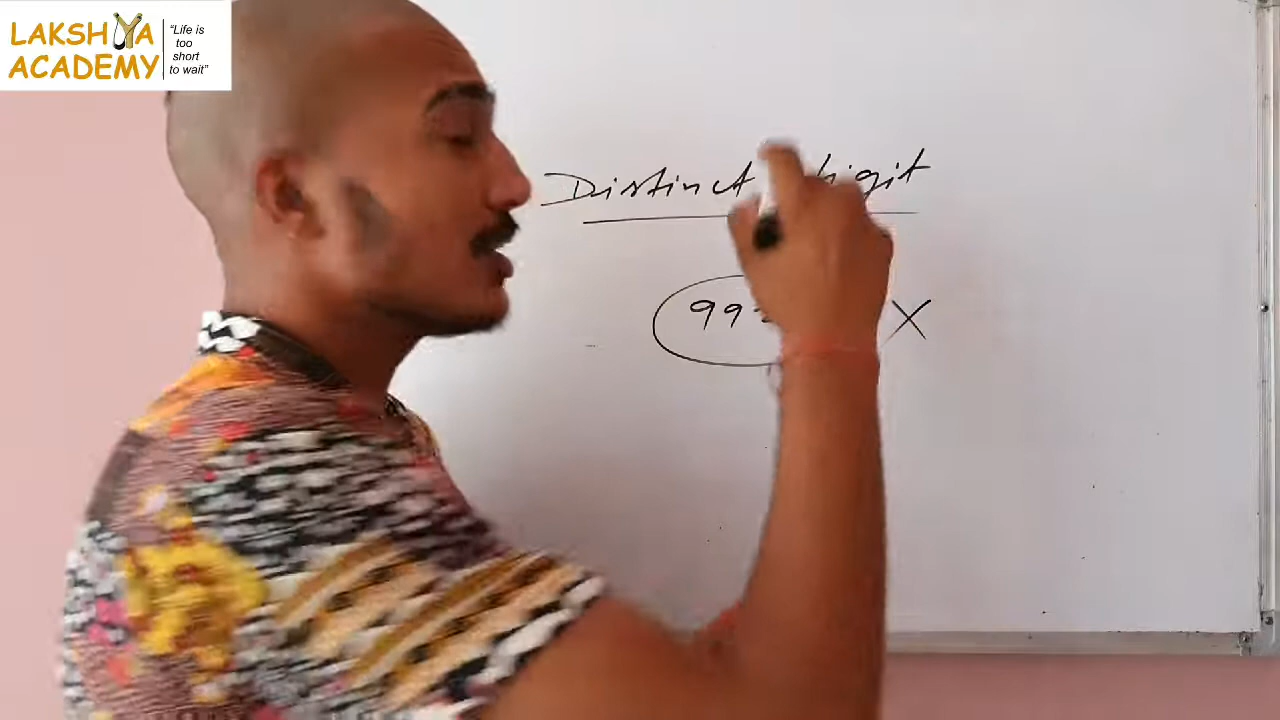 LAKSHYA
ACADEMY
"Life is
too
short
to wait"
Distinct digit
99
X